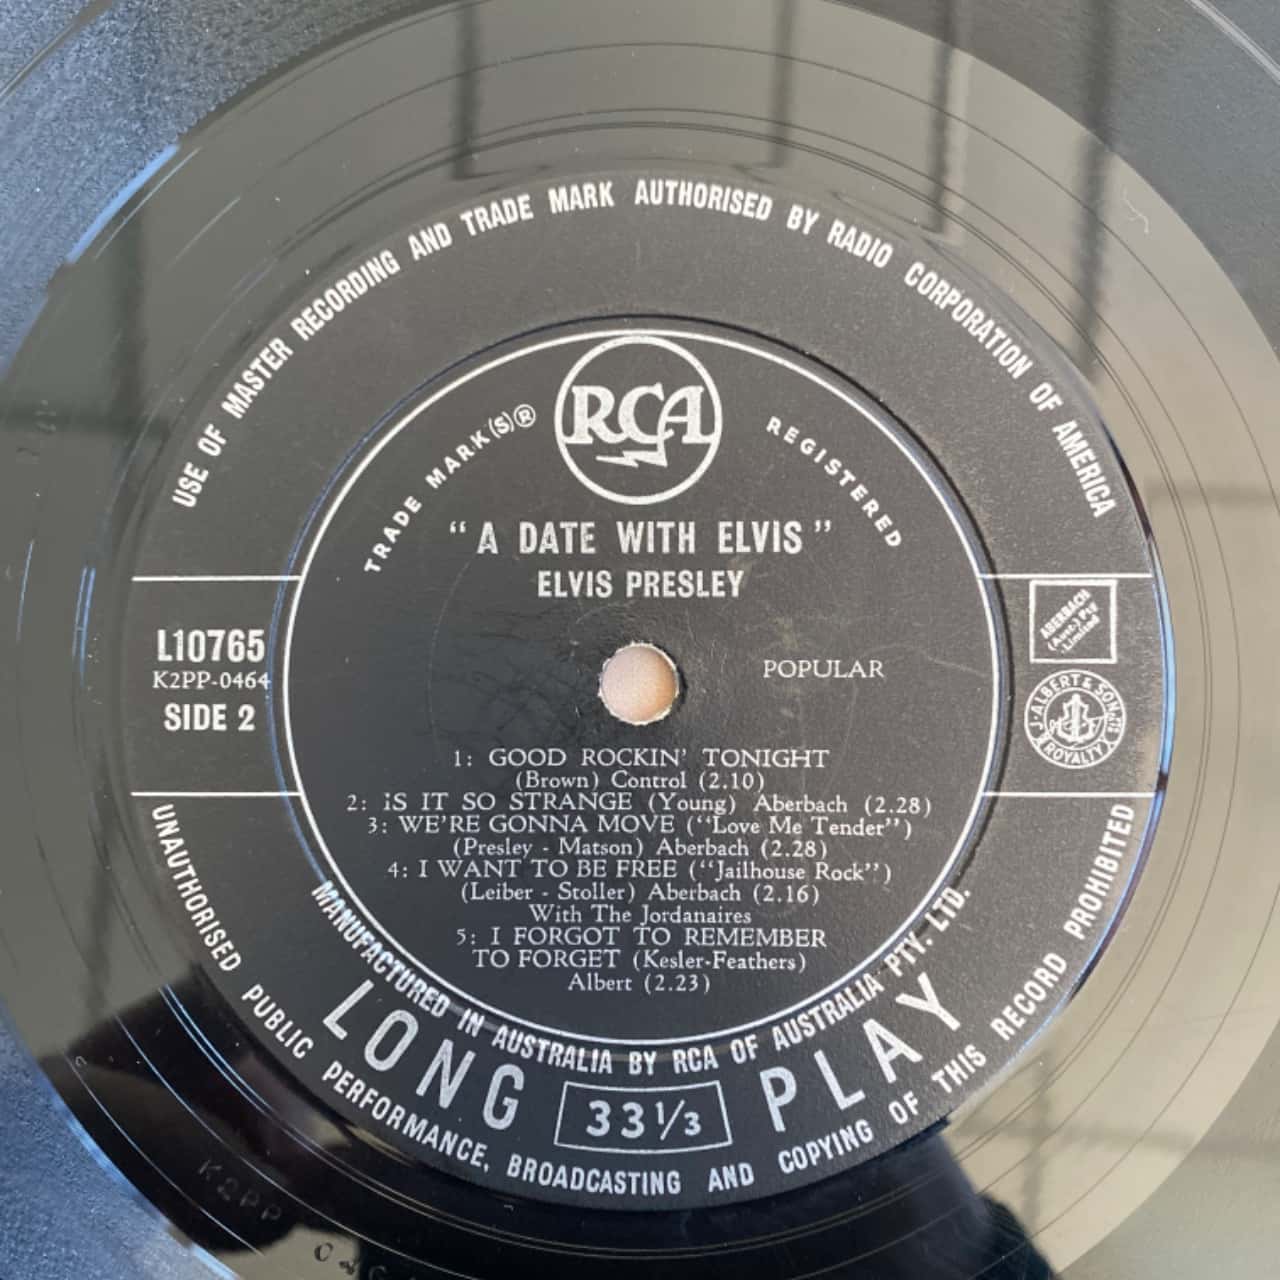 USE OF MASTER RECORDING AND TRADE MARK AUTHORISED BY RADIO CORPORATION OF AMERICA
RCA
TRADE MARK(S)® REGISTERED
“A DATE WITH ELVIS”
ELVIS PRESLEY
L10765
K2PP-0464
SIDE 2
POPULAR
ABERBACH
(Aust.) Pty
Limited
J. ALBERT & SON
ROYALTY
1: GOOD ROCKIN’ TONIGHT
(Brown) Control (2.10)
2: IS IT SO STRANGE (Young) Aberbach (2.28)
3: WE’RE GONNA MOVE (“Love Me Tender”)
(Presley - Matson) Aberbach (2.28)
4: I WANT TO BE FREE (“Jailhouse Rock”)
(Leiber - Stoller) Aberbach (2.16)
With The Jordanaires
5: I FORGOT TO REMEMBER
TO FORGET (Kesler-Feathers)
Albert (2.23)
MANUFACTURED IN AUSTRALIA BY RCA OF AUSTRALIA PTY. LTD.
LONG 33⅓ PLAY
UNAUTHORISED PUBLIC PERFORMANCE, BROADCASTING AND COPYING OF THIS RECORD PROHIBITED
K2PP